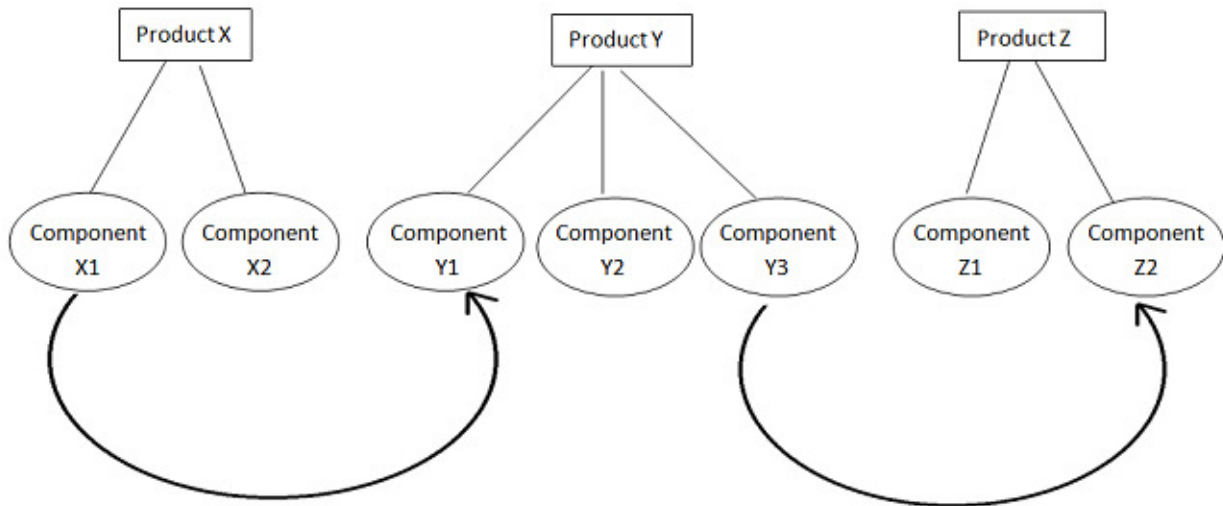 Product X
Product Y
Product Z
Component
X1
Component
X2
Component
Y1
Component
Y2
Component
Y3
Component
Z1
Component
Z2